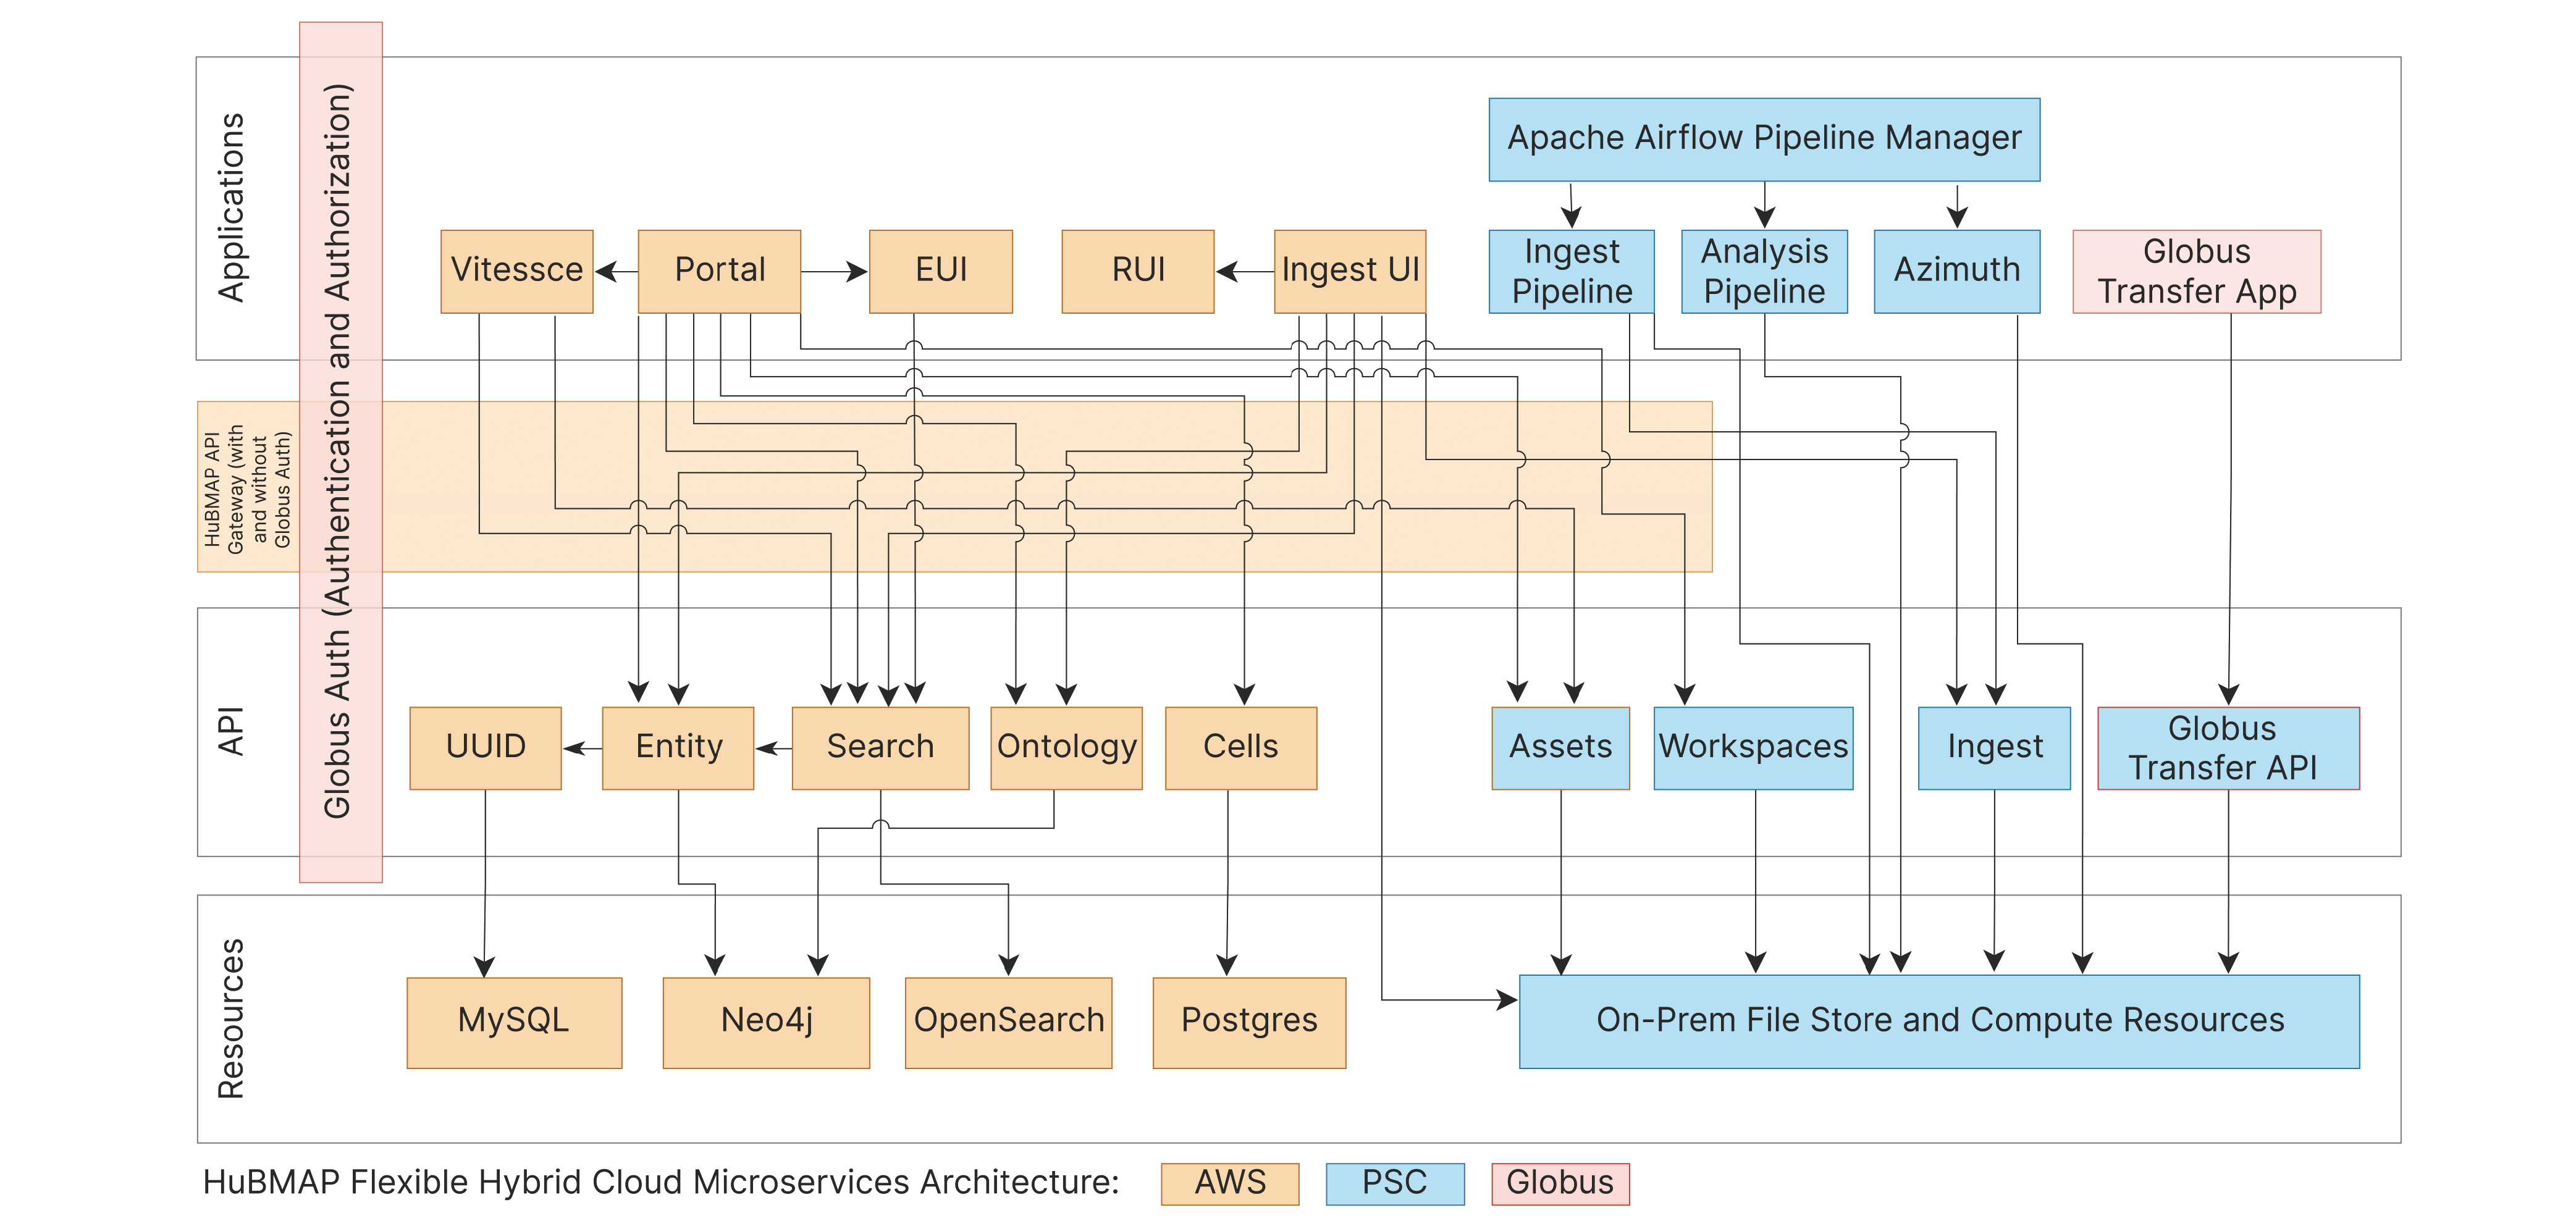 Applications
Globus Auth (Authentication and Authorization)
Apache Airflow Pipeline Manager
Vitessce
Portal
EUI
RUI
Ingest UI
Ingest
Pipeline
Analysis
Pipeline
Azimuth
Globus
Transfer App
HuBMAP API
Gateway (with
and without
Globus Auth)
API
UUID
Entity
Search
Ontology
Cells
Assets
Workspaces
Ingest
Globus
Transfer API
Resources
MySQL
Neo4j
OpenSearch
Postgres
On-Prem File Store and Compute Resources
HuBMAP Flexible Hybrid Cloud Microservices Architecture:
AWS
PSC
Globus